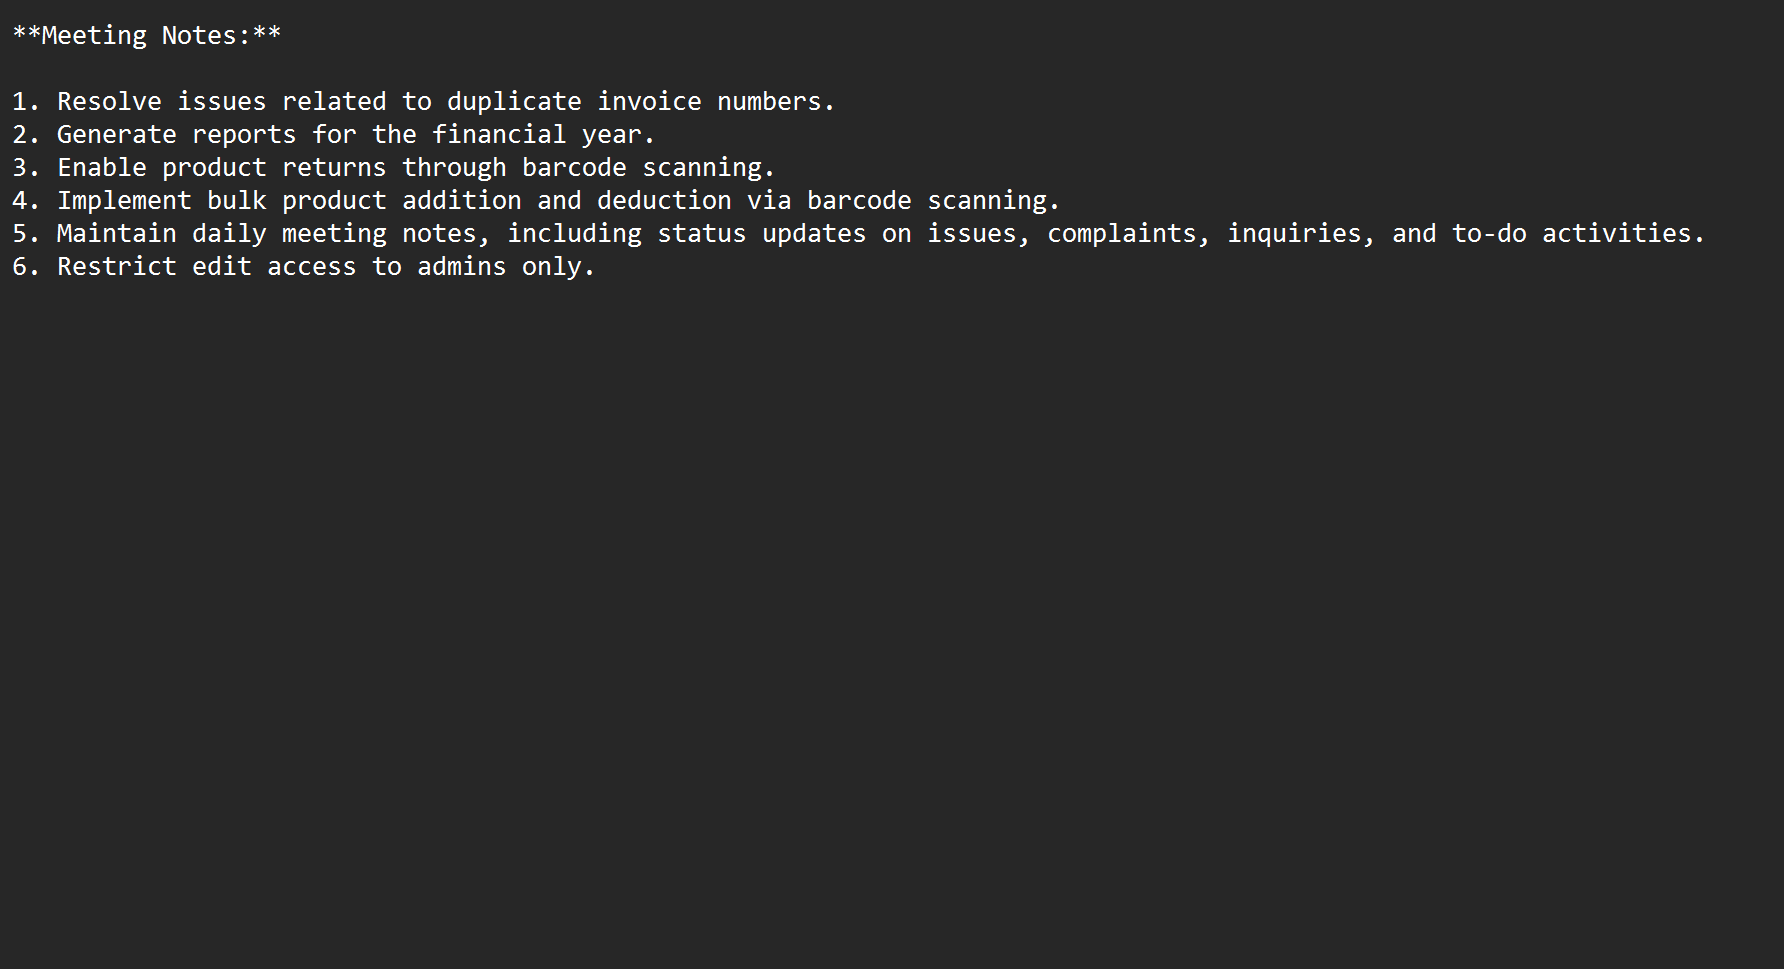 **Meeting Notes:**
1. Resolve issues related to duplicate invoice numbers.
2. Generate reports for the financial year.
3. Enable product returns through barcode scanning.
4. Implement bulk product addition and deduction via barcode scanning.
5. Maintain daily meeting notes, including status updates on issues, complaints, inquiries, and to-do activities.
6. Restrict edit access to admins only.